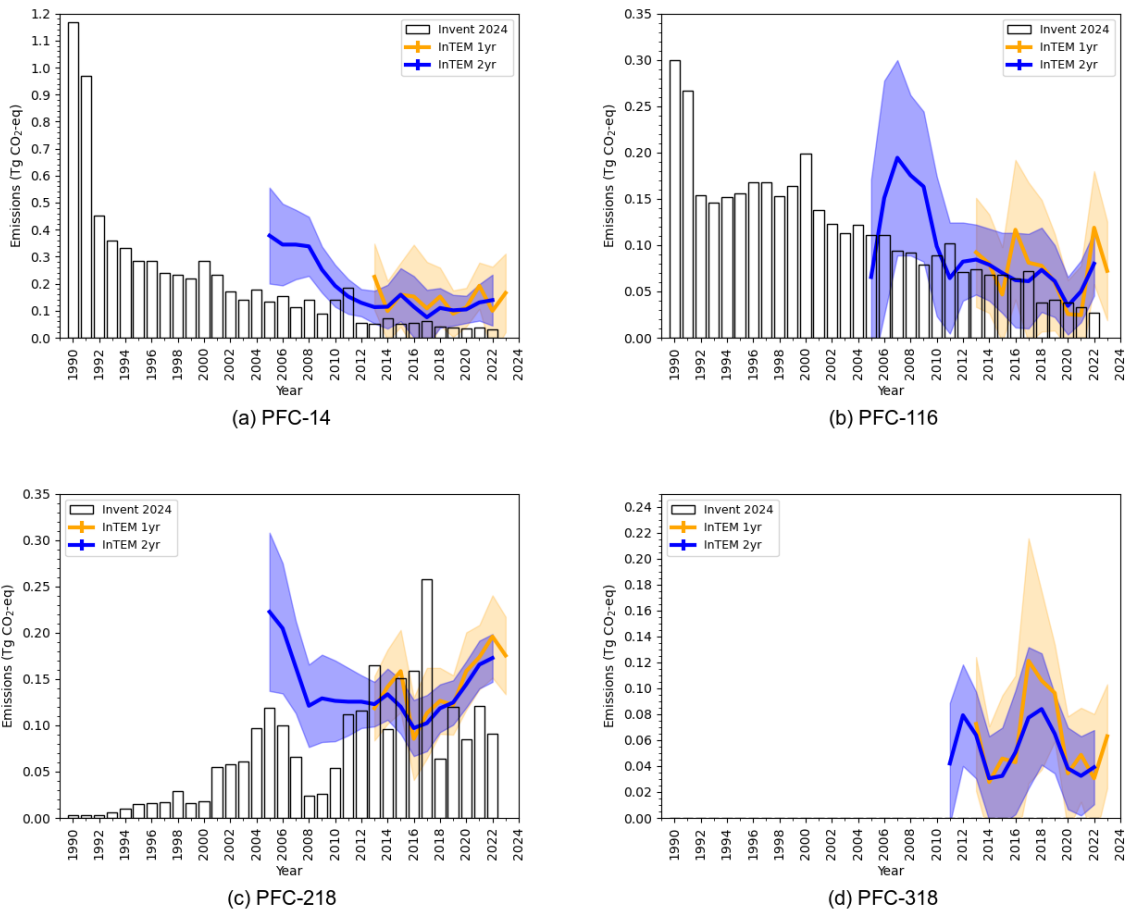 1.2
1.1
1.0
0.9
0.8
0.7
0.6
0.5
0.4
0.3
0.2
0.1
0.0
Emissions (Tg CO₂-eq)
Invent 2024
InTEM 1yr
InTEM 2yr
1990 1992 1994 1996 1998 2000 2002 2004 2006 2008 2010 2012 2014 2016 2018 2020 2022 2024
Year
(a) PFC-14
0.35
0.30
0.25
0.20
0.15
0.10
0.05
0.00
Emissions (Tg CO₂-eq)
Invent 2024
InTEM 1yr
InTEM 2yr
1990 1992 1994 1996 1998 2000 2002 2004 2006 2008 2010 2012 2014 2016 2018 2020 2022 2024
Year
(b) PFC-116
0.35
0.30
0.25
0.20
0.15
0.10
0.05
0.00
Emissions (Tg CO₂-eq)
Invent 2024
InTEM 1yr
InTEM 2yr
1990 1992 1994 1996 1998 2000 2002 2004 2006 2008 2010 2012 2014 2016 2018 2020 2022 2024
Year
(c) PFC-218
0.24
0.22
0.20
0.18
0.16
0.14
0.12
0.10
0.08
0.06
0.04
0.02
0.00
Emissions (Tg CO₂-eq)
Invent 2024
InTEM 1yr
InTEM 2yr
1990 1992 1994 1996 1998 2000 2002 2004 2006 2008 2010 2012 2014 2016 2018 2020 2022 2024
Year
(d) PFC-318